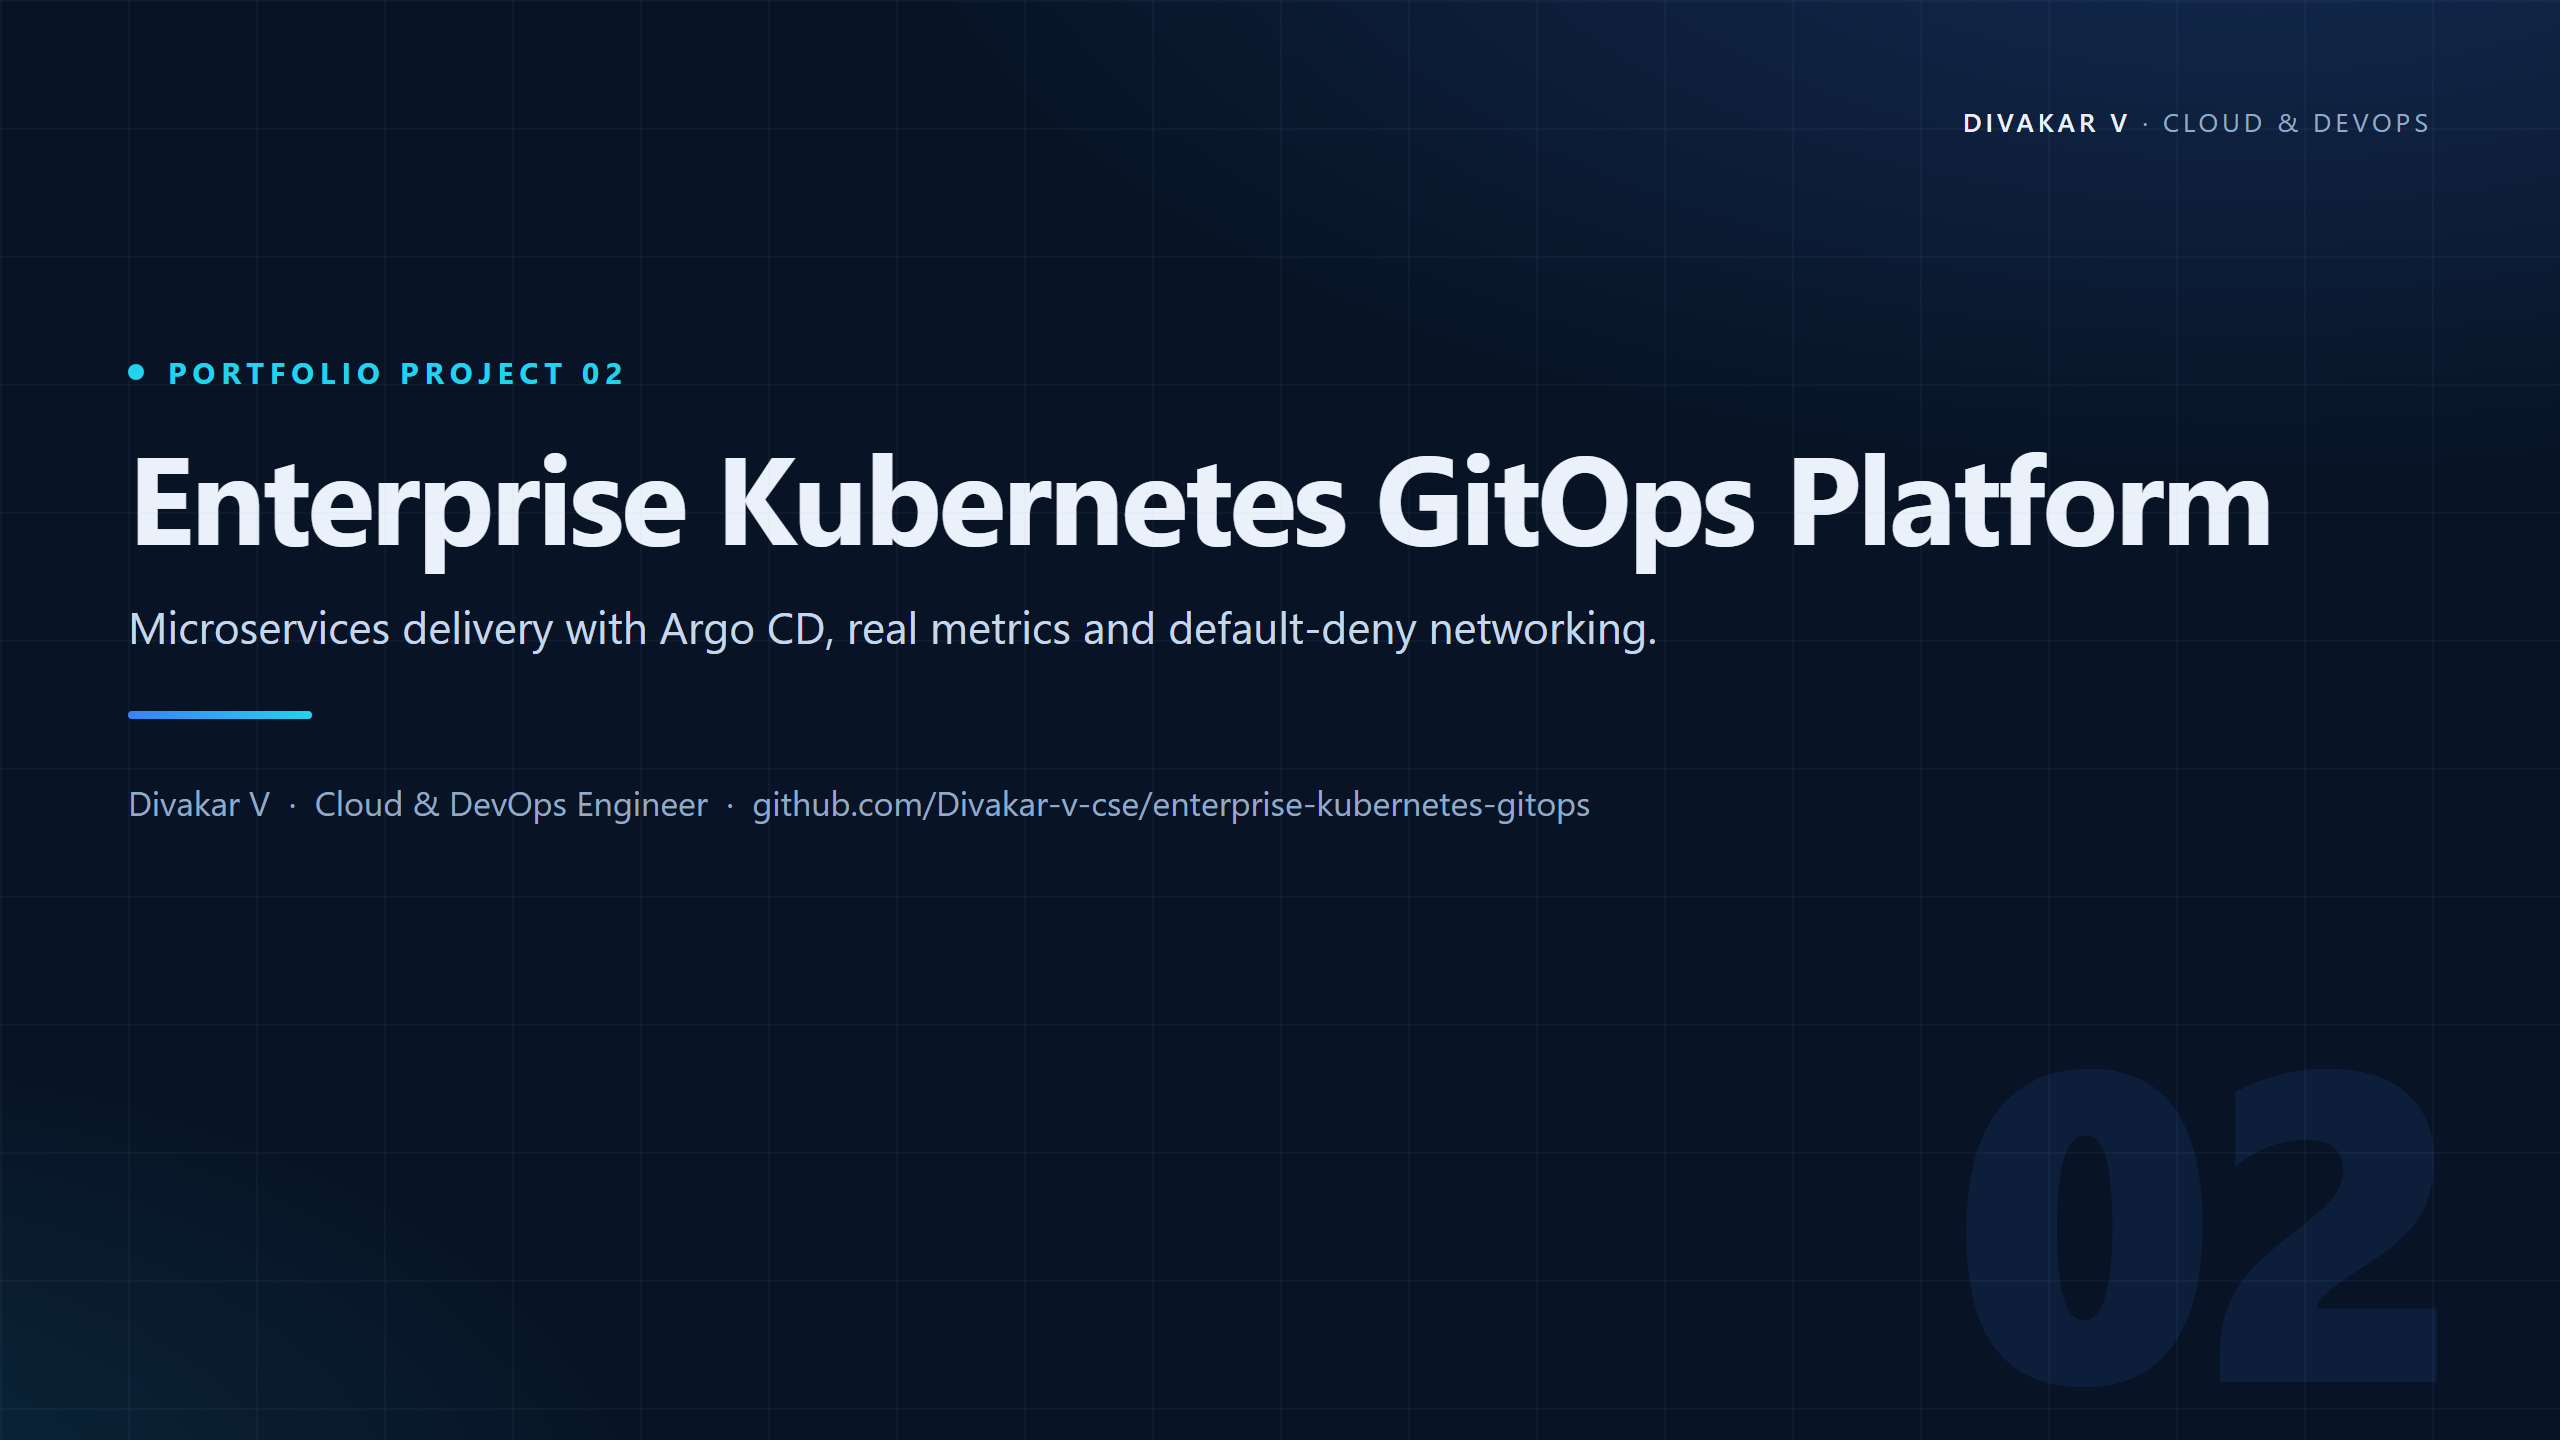 DIVAKAR V · CLOUD & DEVOPS
PORTFOLIO PROJECT 02
Enterprise Kubernetes GitOps Platform
Microservices delivery with Argo CD, real metrics and default-deny networking.
Divakar V · Cloud & DevOps Engineer · github.com/Divakar-v-cse/enterprise-kubernetes-gitops
02